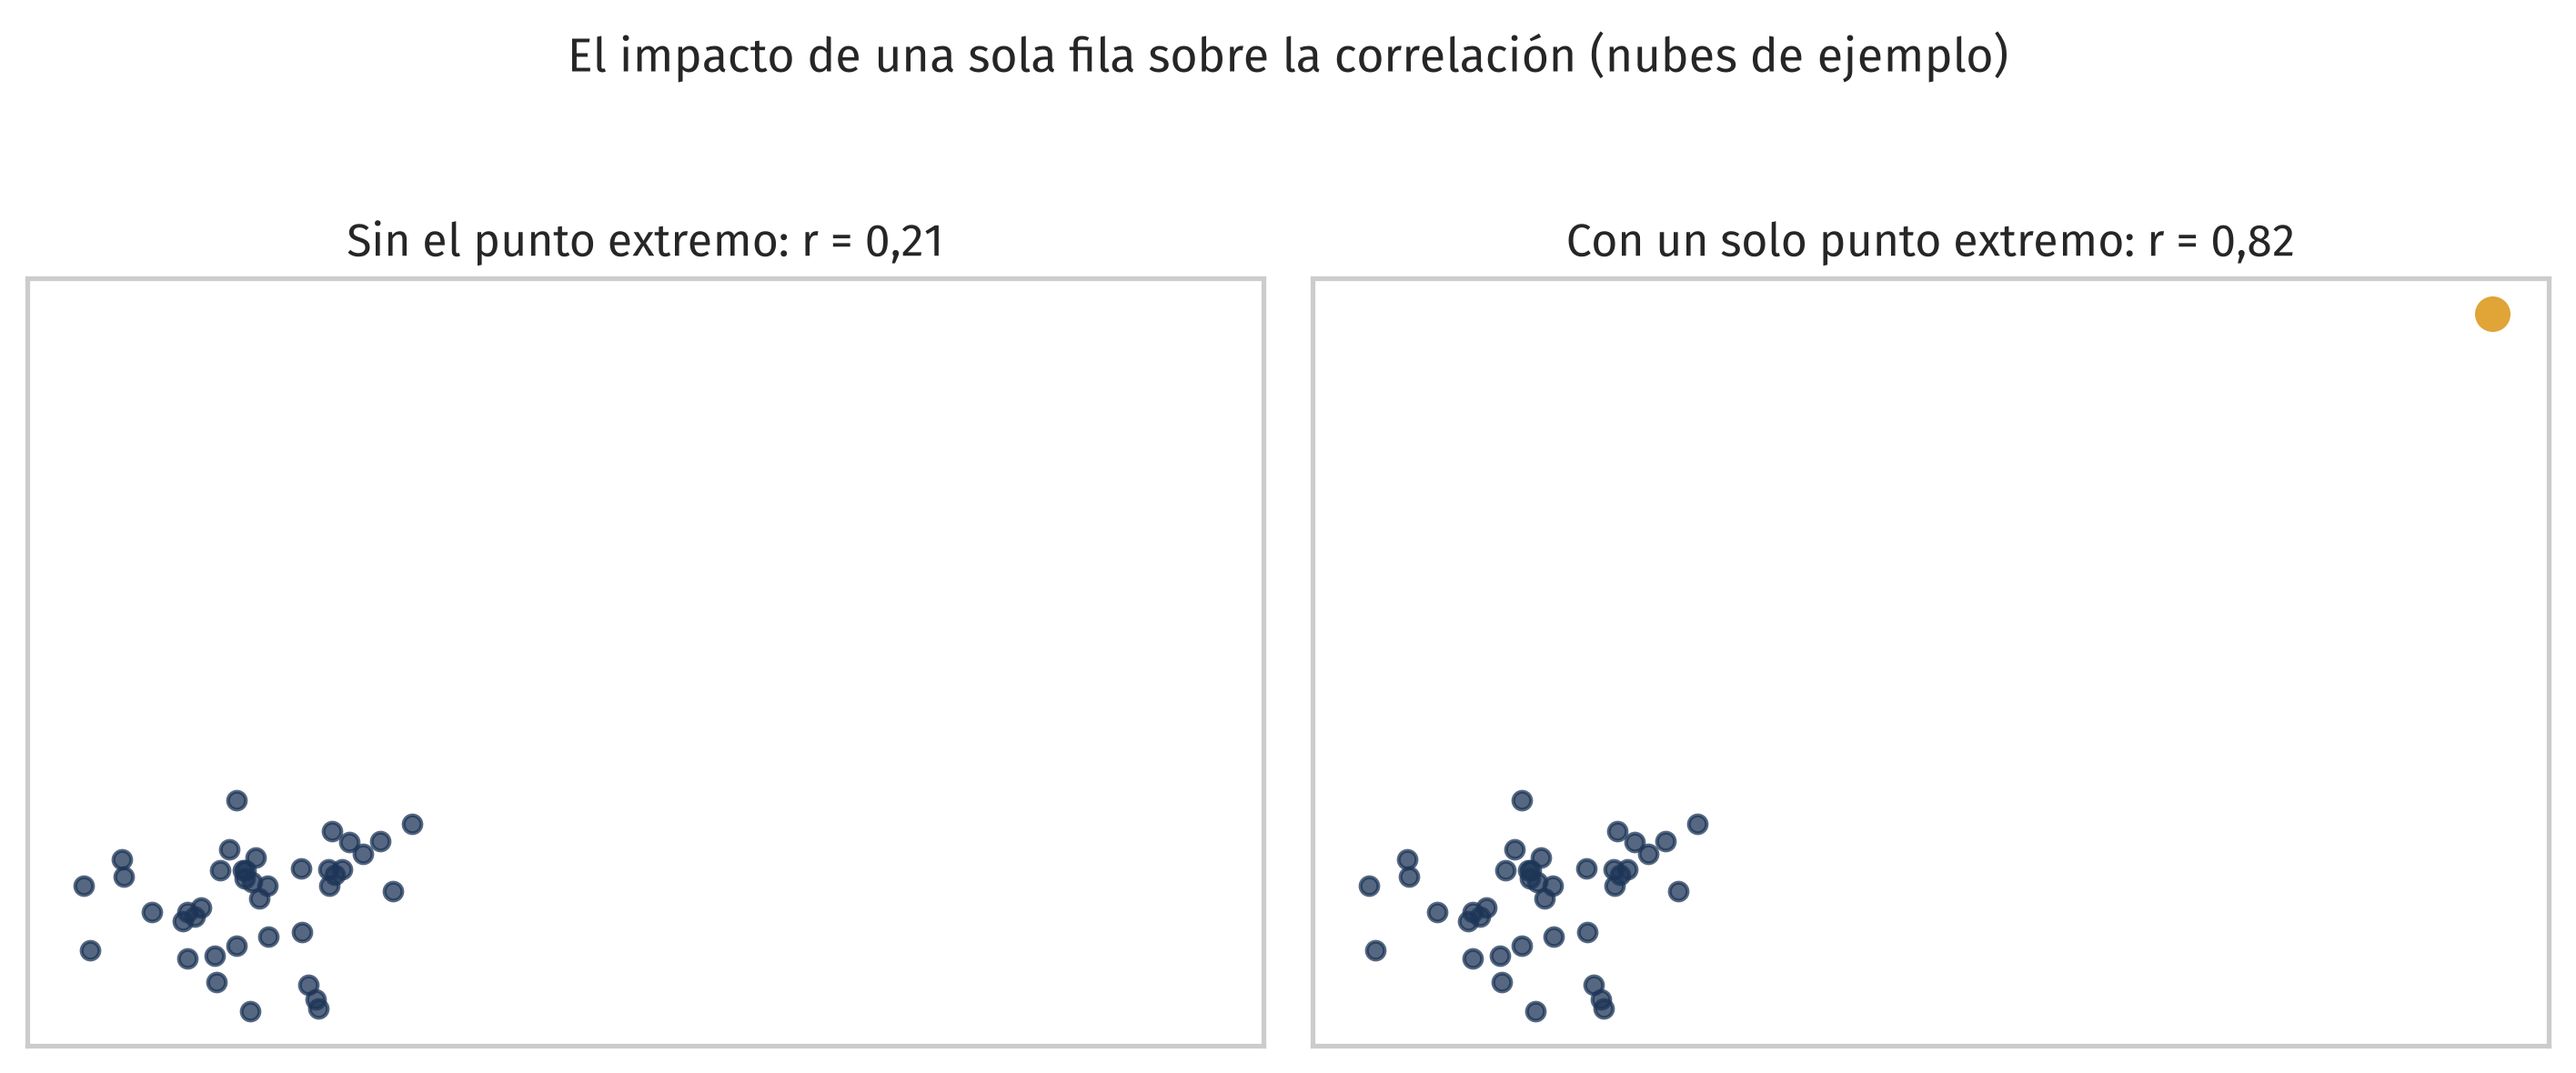 El impacto de una sola fila sobre la correlación (nubes de ejemplo)
Sin el punto extremo: r = 0,21
Con un solo punto extremo: r = 0,82